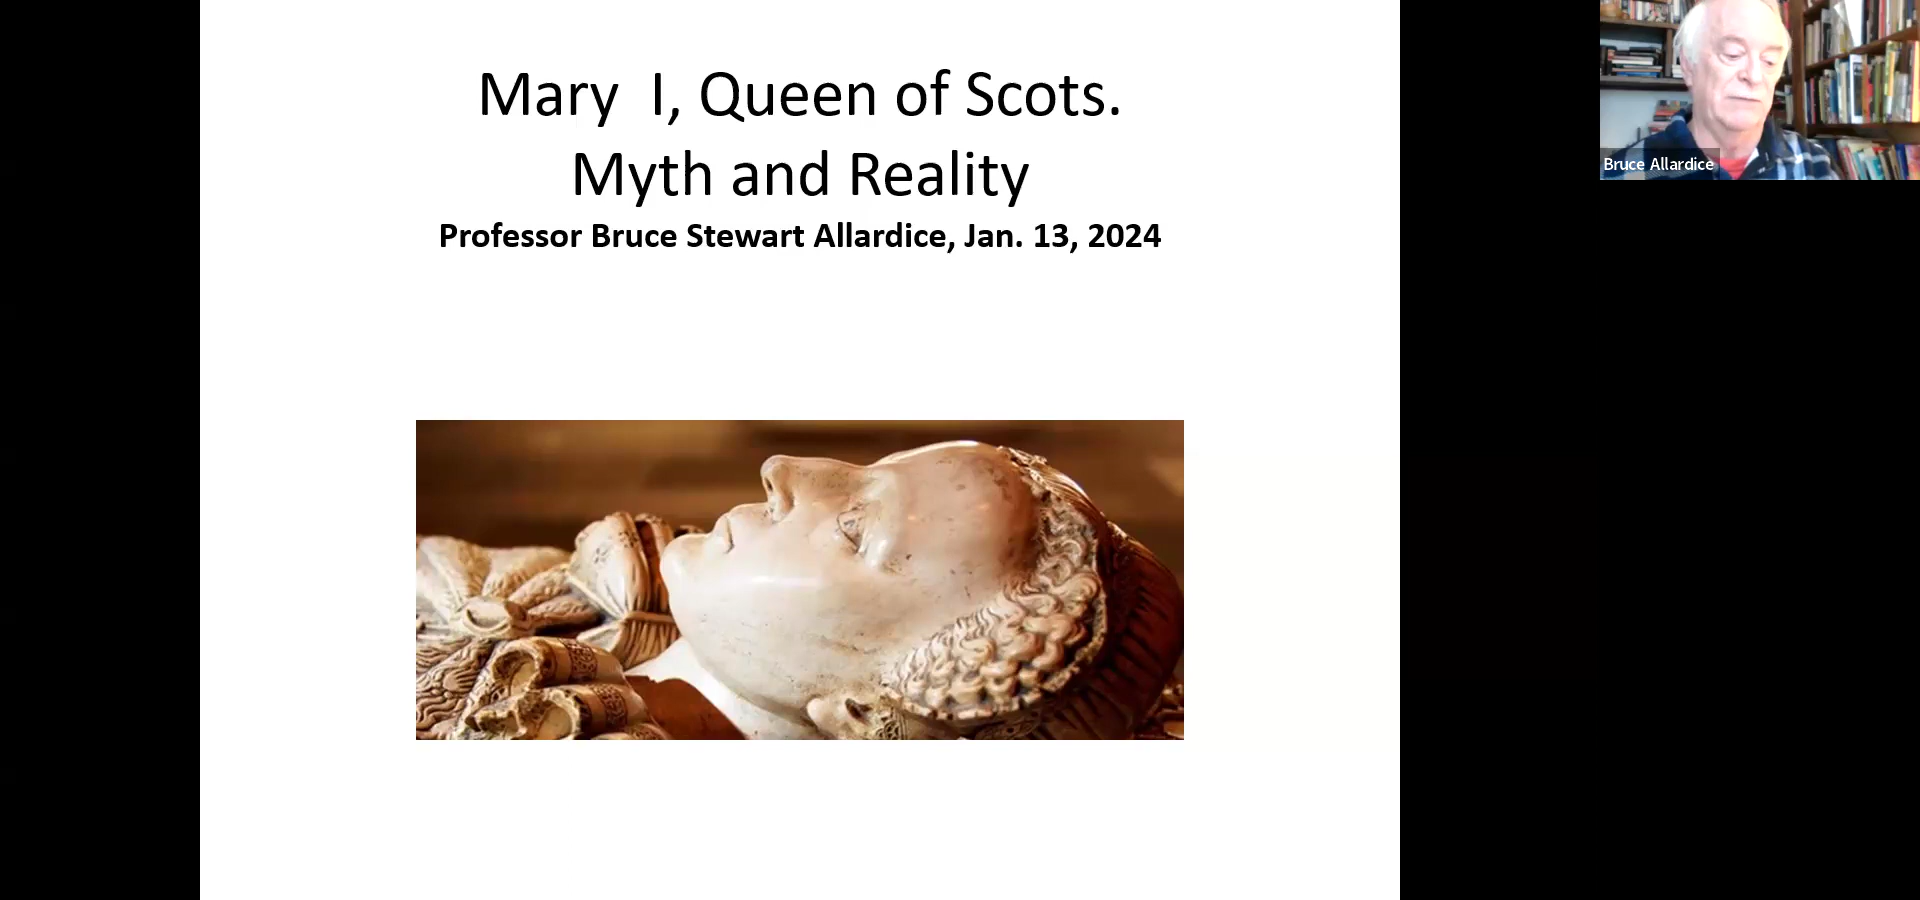 Mary  I, Queen of Scots.
Myth and Reality
Professor Bruce Stewart Allardice, Jan. 13, 2024
Bruce Allardice